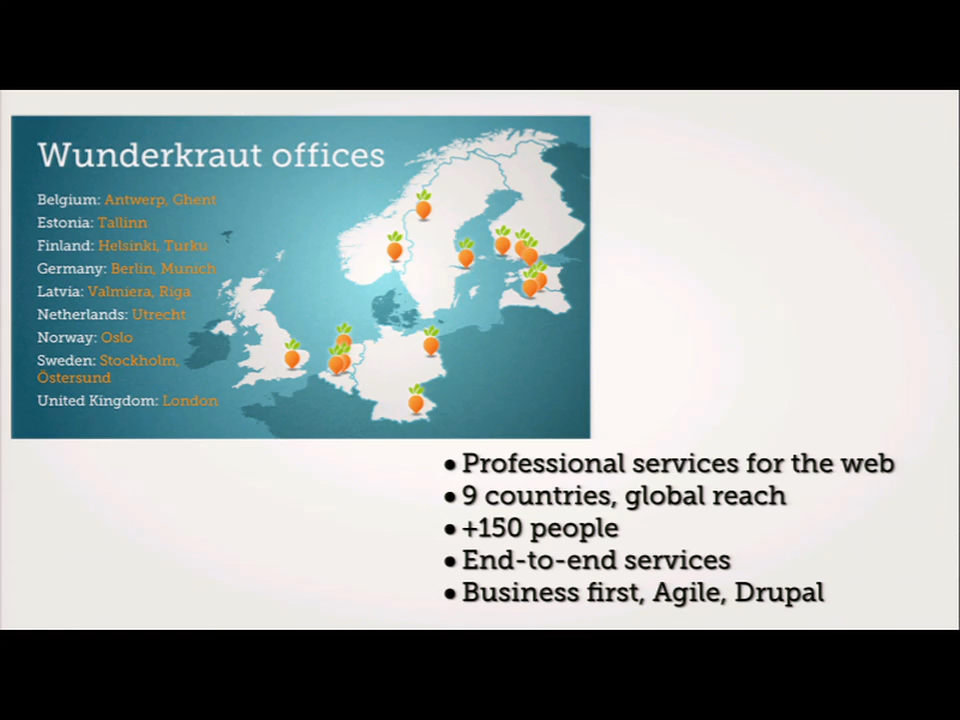 Wunderkraut offices
Belgium: Antwerp, Ghent
Estonia: Tallinn
Finland: Helsinki, Turku
Germany: Berlin, Munich
Latvia: Valmiera, Riga
Netherlands: Utrecht
Norway: Oslo
Sweden: Stockholm,
Östersund
United Kingdom: London
• Professional services for the web
• 9 countries, global reach
• +150 people
• End-to-end services
• Business first, Agile, Drupal